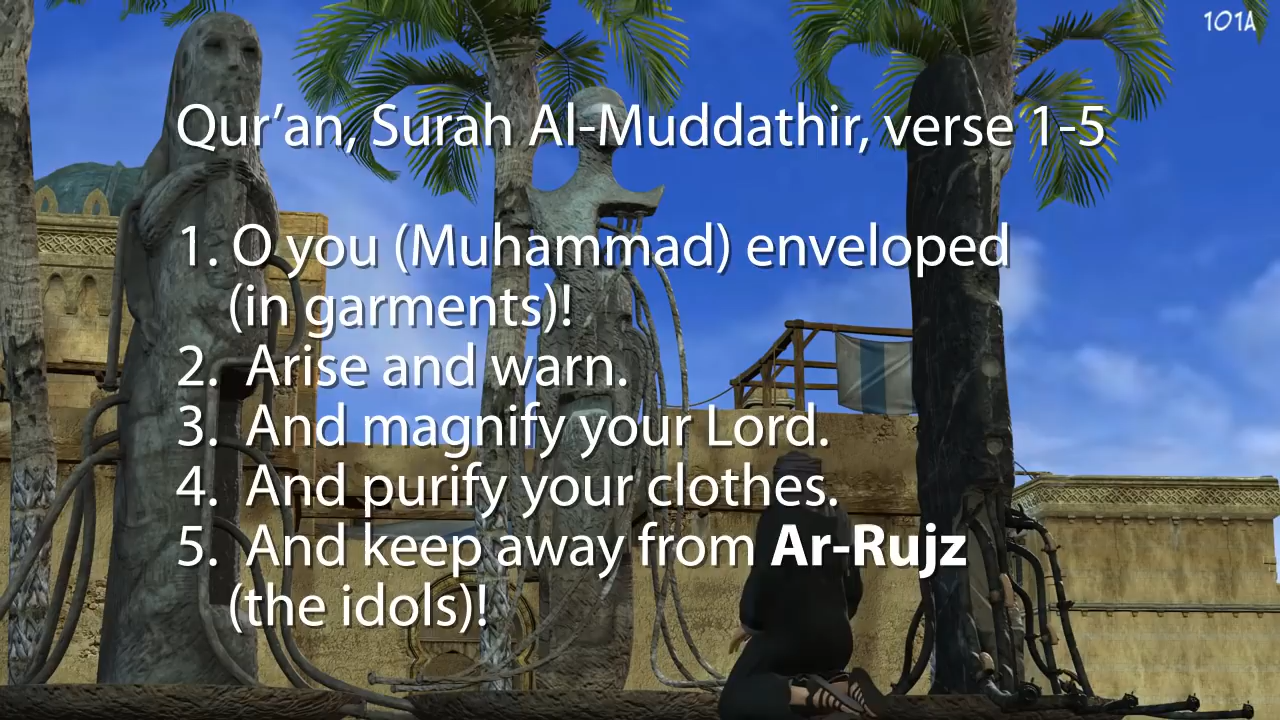 101A
Qur’an, Surah Al-Muddathir, verse 1-5
1. O you (Muhammad) enveloped
(in garments)!
2. Arise and warn.
3. And magnify your Lord.
4. And purify your clothes.
5. And keep away from Ar-Rujz
(the idols)!